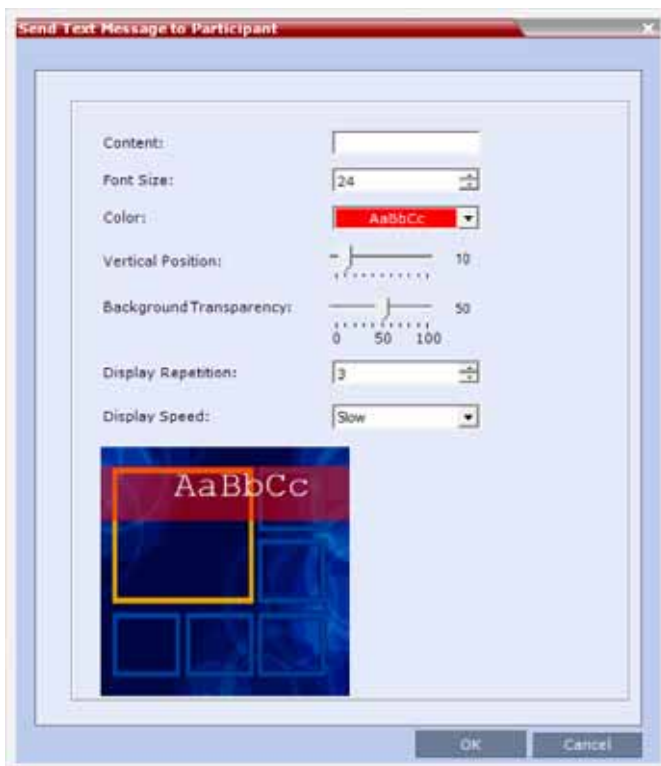 Send Text Message to Participant
Content:
Font Size: 24
Color: AaBbCc
Vertical Position: 10
Background Transparency: 50
0 50 100
Display Repetition: 3
Display Speed: Slow
AaBbCc
OK Cancel